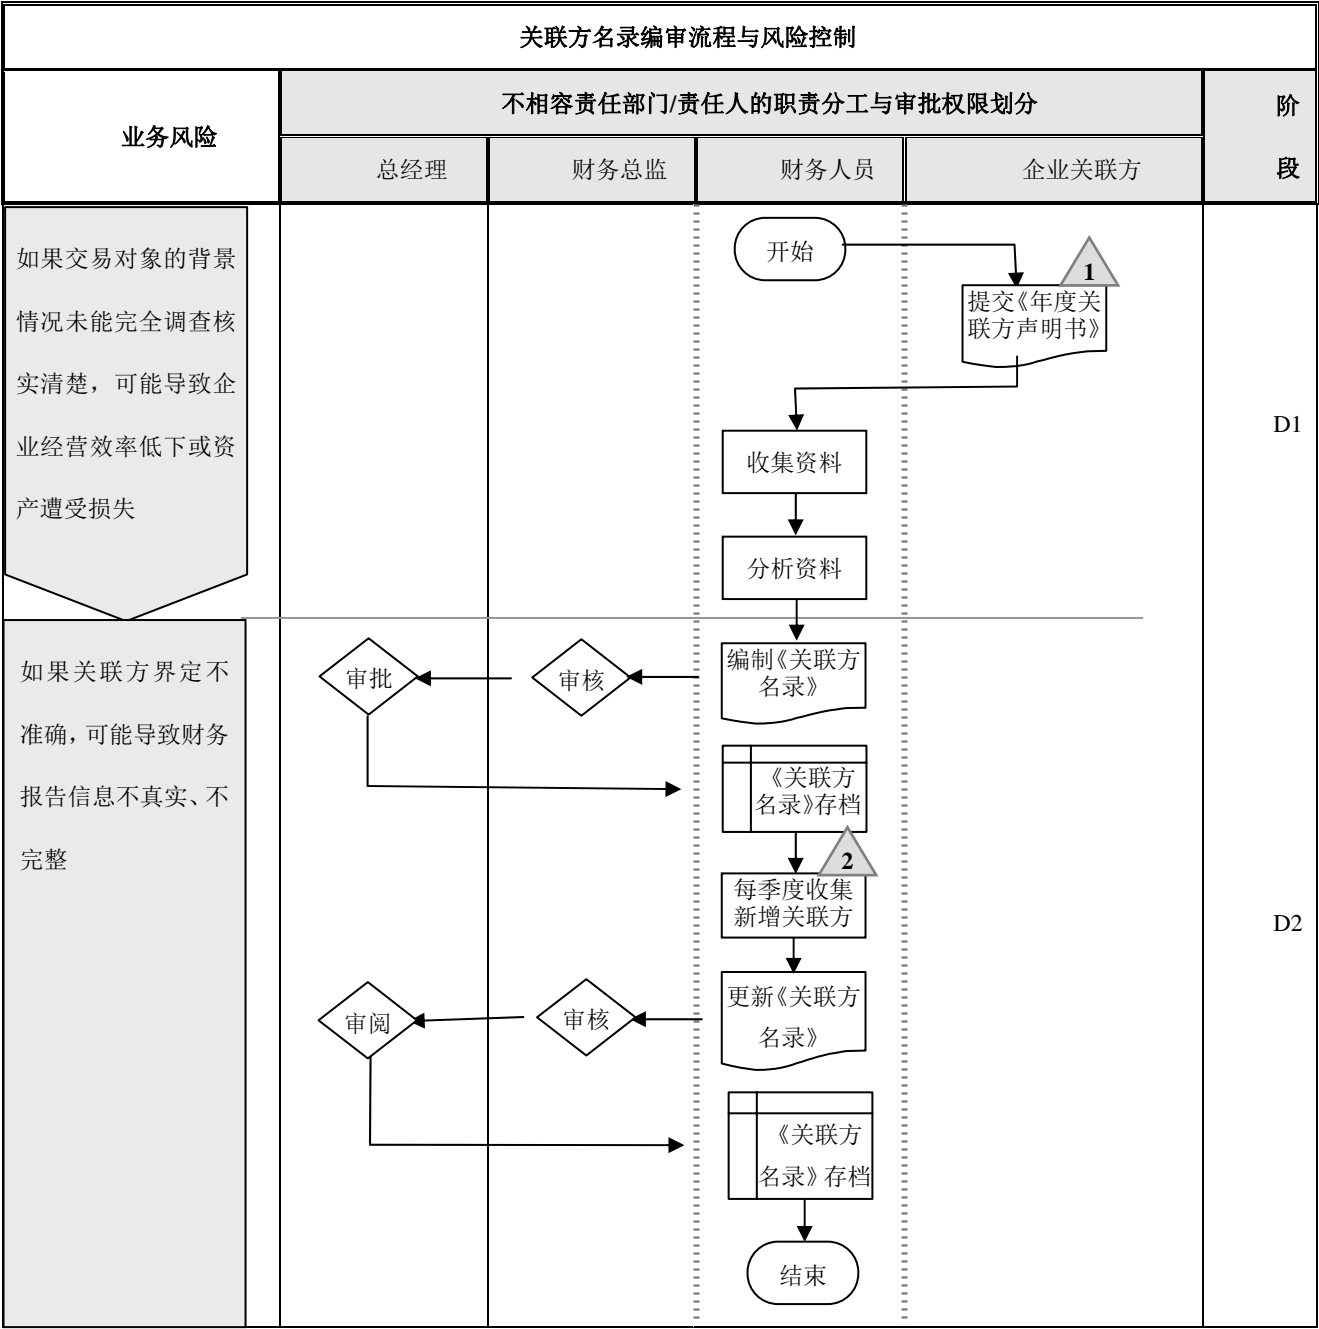 关联方名录编审流程与风险控制
业务风险
不相容责任部门/责任人的职责分工与审批权限划分
阶
段
总经理
财务总监
财务人员
企业关联方
如果交易对象的背景
情况未能完全调查核
实清楚，可能导致企
业经营效率低下或资
产遭受损失
开始
1
提交《年度关
联方声明书》
收集资料
分析资料
D1
如果关联方界定不
准确，可能导致财务
报告信息不真实、不
完整
审批
审核
编制《关联方
名录》
《关联方
名录》存档
2
每季度收集
新增关联方
D2
审阅
审核
更新《关联方
名录》
《关联方
名录》存档
结束